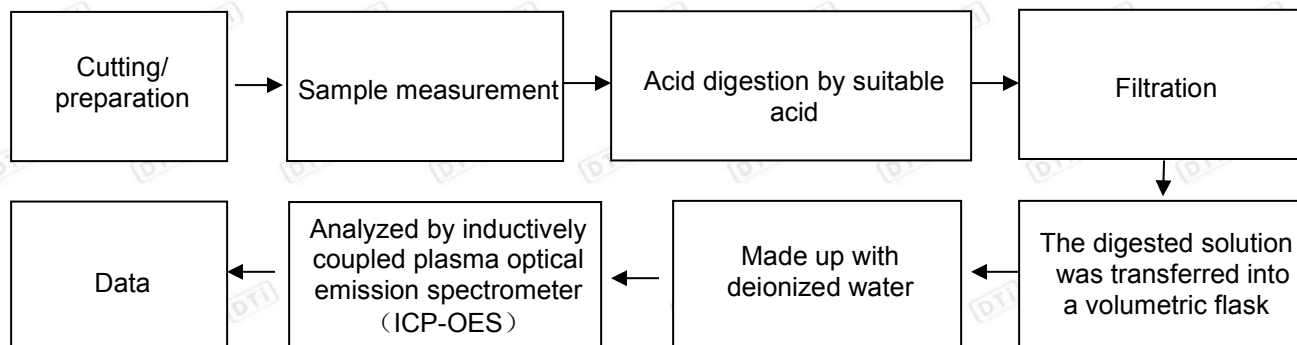 Cutting/
preparation
Sample measurement
Acid digestion by suitable
acid
Filtration
The digested solution
was transferred into
a volumetric flask
Made up with
deionized water
Analyzed by inductively
coupled plasma optical
emission spectrometer
（ICP-OES）
Data
DTi